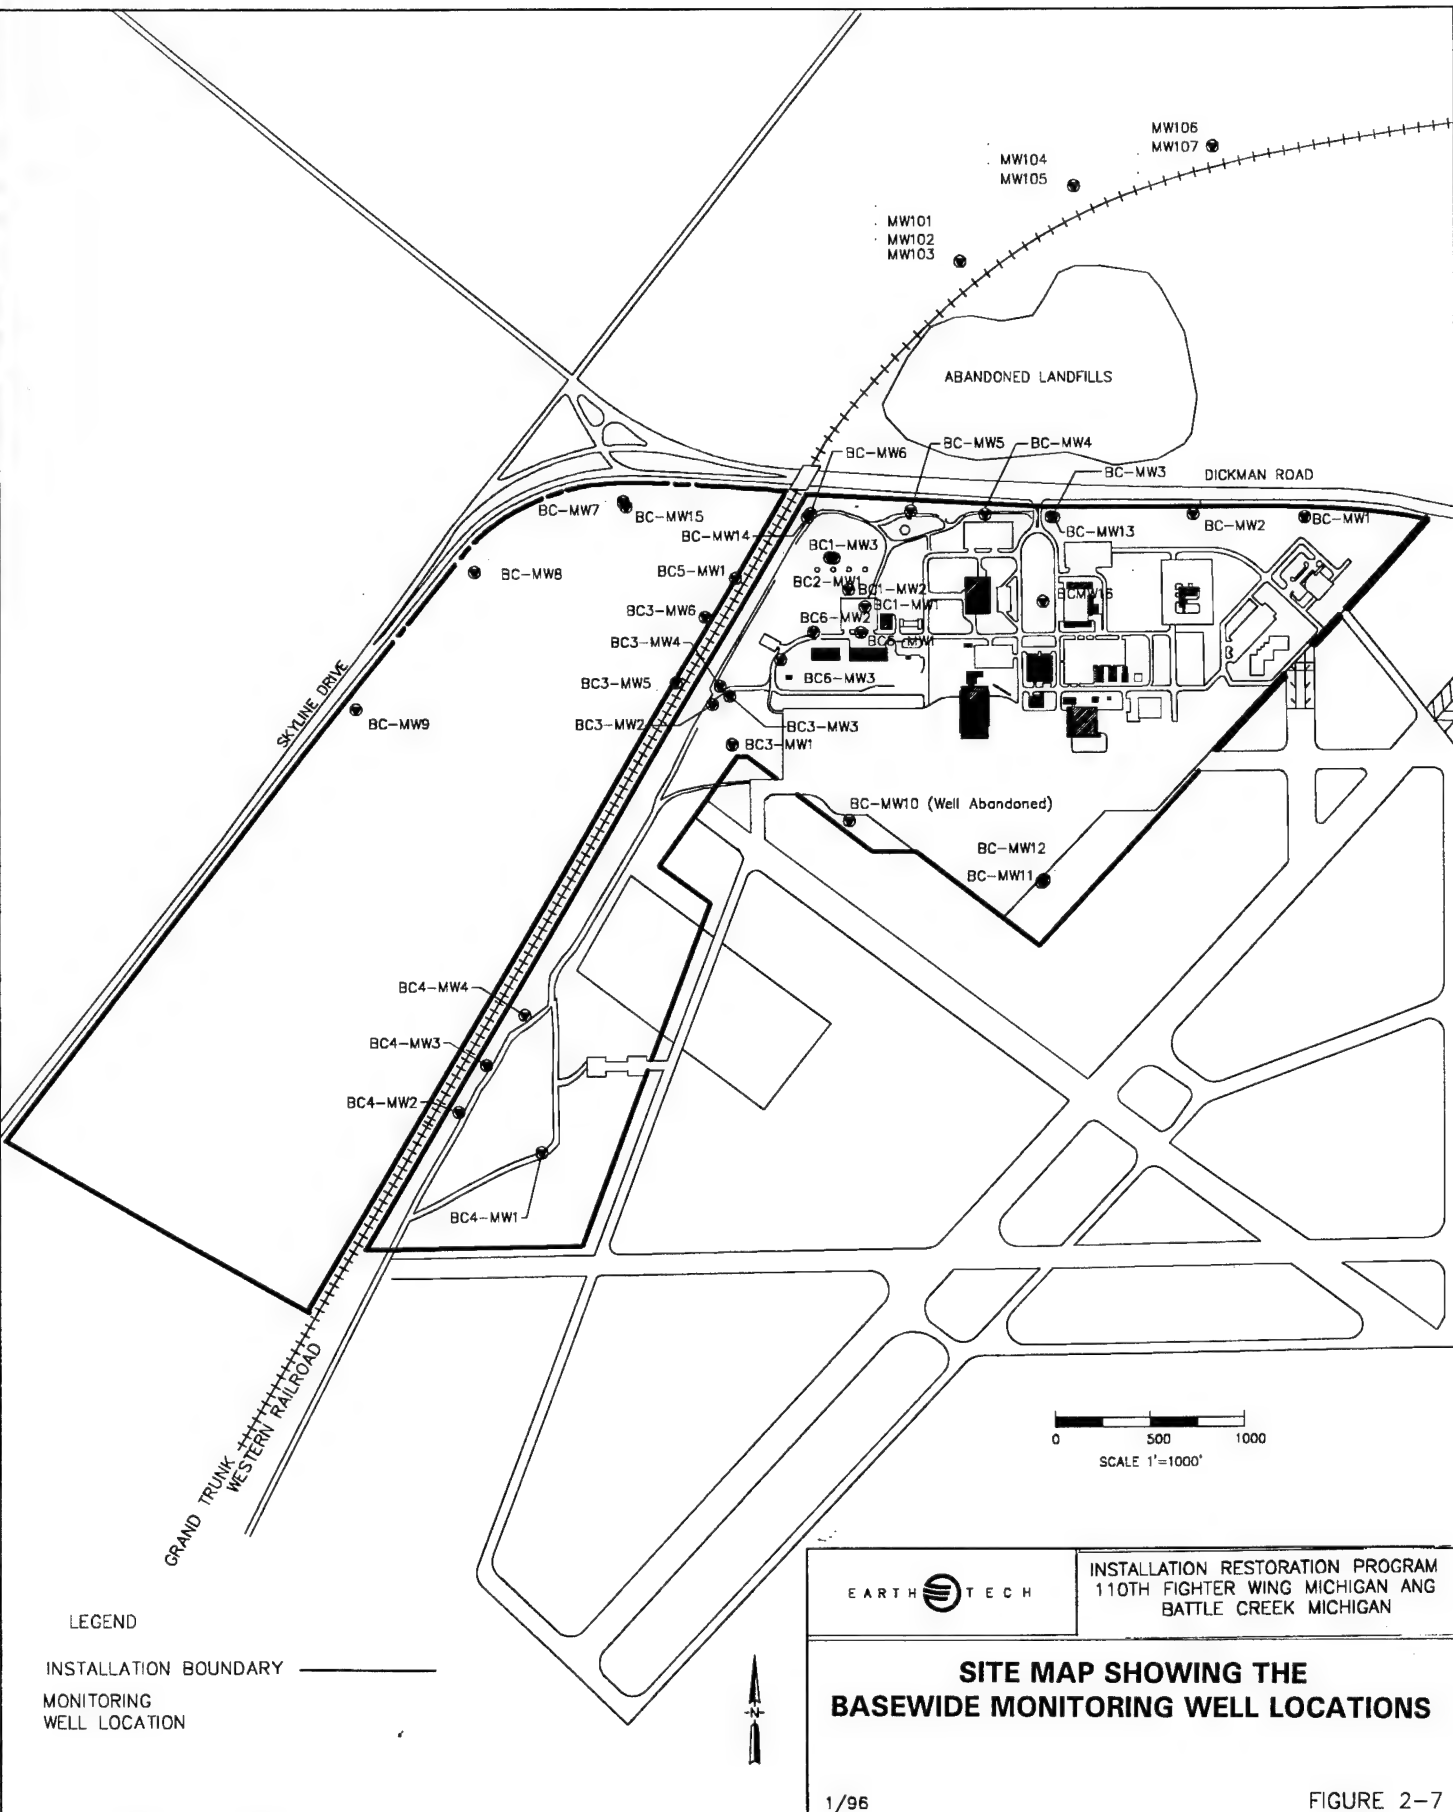 MW106
MW107
MW104
MW105
MW101
MW102
MW103
ABANDONED LANDFILLS
BC-MW6
BC-MW5
BC-MW4
BC-MW3
DICKMAN ROAD
BC-MW7
BC-MW15
BC-MW14
BC-MW13
BC-MW2
BC-MW1
BC1-MW3
BC-MW8
BC5-MW1
BC2-MW1
BC1-MW2
BC1-MW1
BCMW16
BC3-MW6
BC6-MW2
BC3-MW4
BC6-MW1
BC3-MW5
BC6-MW3
SKYLINE DRIVE
BC-MW9
BC3-MW2
BC3-MW3
BC3-MW1
BC-MW10 (Well Abandoned)
BC-MW12
BC-MW11
BC4-MW4
BC4-MW3
BC4-MW2
BC4-MW1
GRAND TRUNK
WESTERN RAILROAD
0 500 1000
SCALE 1'=1000'
LEGEND
INSTALLATION BOUNDARY
MONITORING
WELL LOCATION
-N-
EARTH TECH
INSTALLATION RESTORATION PROGRAM
110TH FIGHTER WING MICHIGAN ANG
BATTLE CREEK MICHIGAN
SITE MAP SHOWING THE
BASEWIDE MONITORING WELL LOCATIONS
1/96
FIGURE 2-7